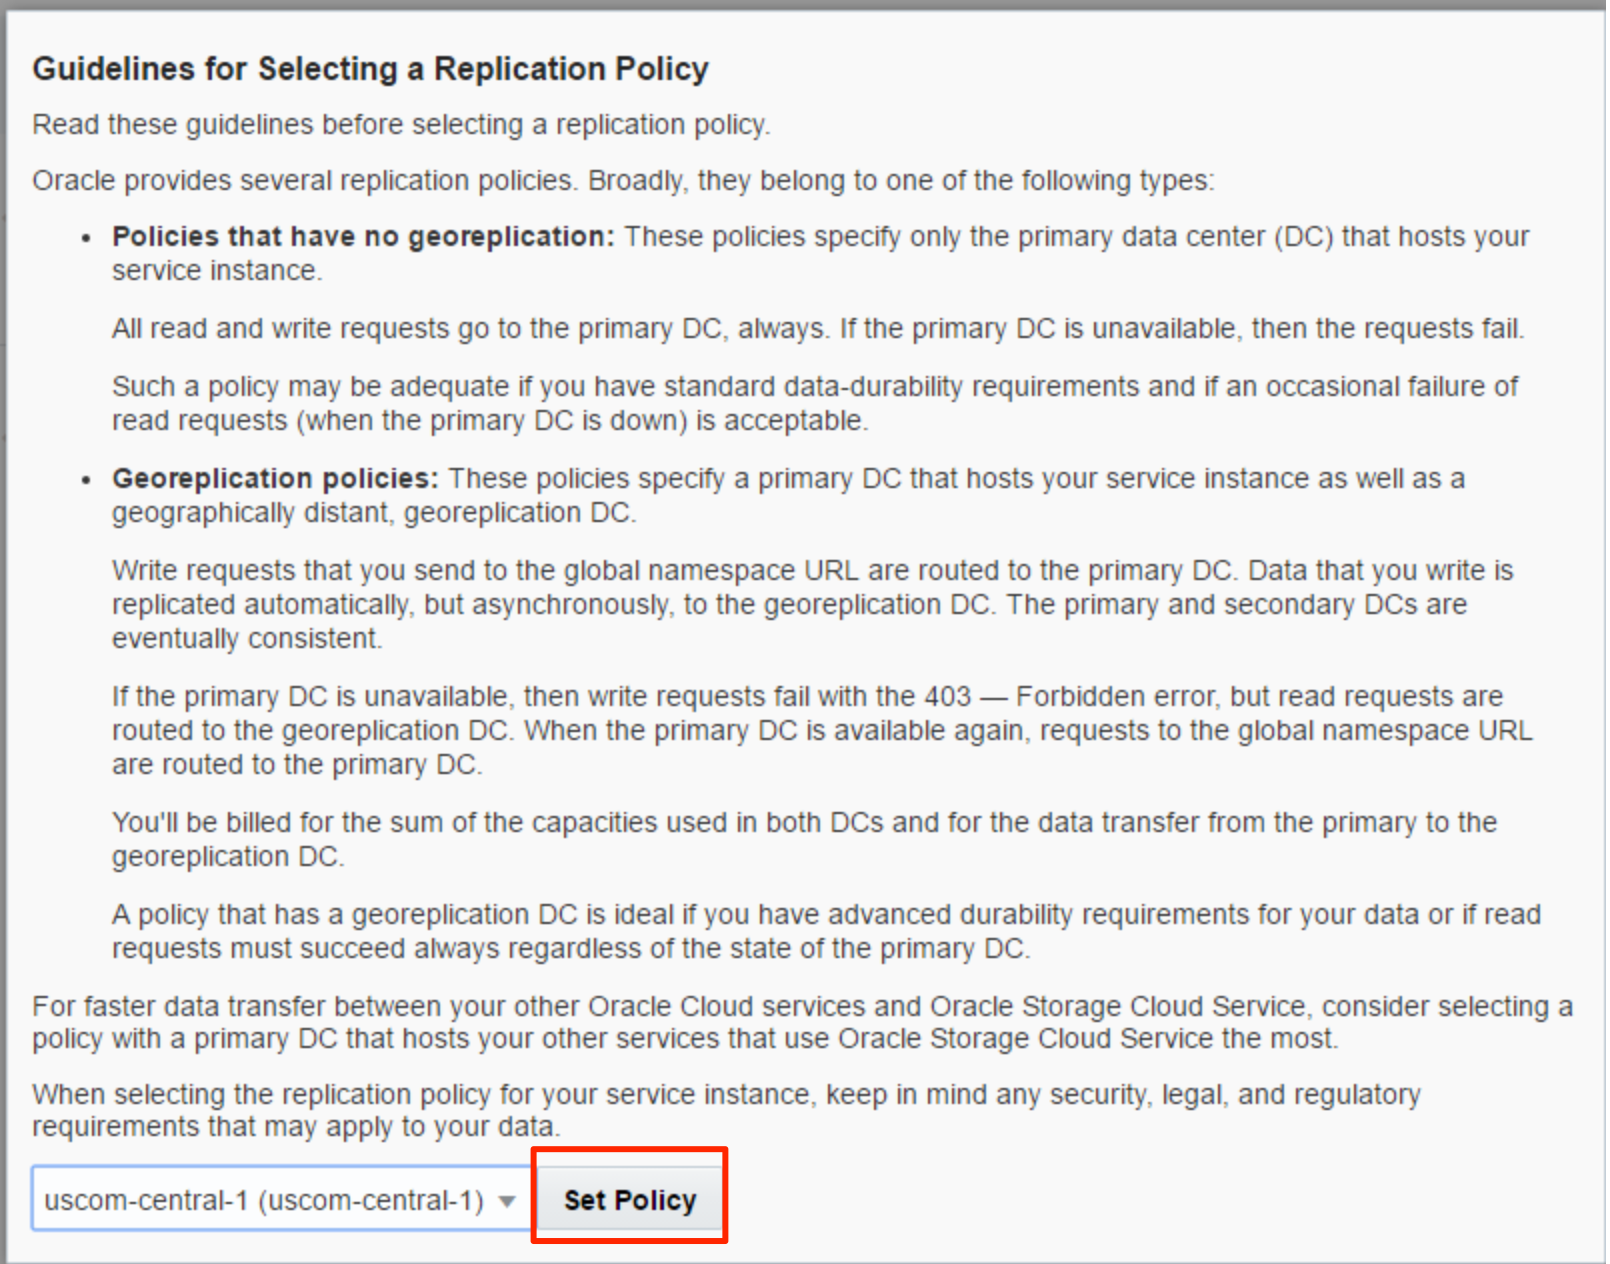 Guidelines for Selecting a Replication Policy
Read these guidelines before selecting a replication policy.
Oracle provides several replication policies. Broadly, they belong to one of the following types:
• Policies that have no georeplication: These policies specify only the primary data center (DC) that hosts your
service instance.
All read and write requests go to the primary DC, always. If the primary DC is unavailable, then the requests fail.
Such a policy may be adequate if you have standard data-durability requirements and if an occasional failure of
read requests (when the primary DC is down) is acceptable.
• Georeplication policies: These policies specify a primary DC that hosts your service instance as well as a
geographically distant, georeplication DC.
Write requests that you send to the global namespace URL are routed to the primary DC. Data that you write is
replicated automatically, but asynchronously, to the georeplication DC. The primary and secondary DCs are
eventually consistent.
If the primary DC is unavailable, then write requests fail with the 403 — Forbidden error, but read requests are
routed to the georeplication DC. When the primary DC is available again, requests to the global namespace URL
are routed to the primary DC.
You'll be billed for the sum of the capacities used in both DCs and for the data transfer from the primary to the
georeplication DC.
A policy that has a georeplication DC is ideal if you have advanced durability requirements for your data or if read
requests must succeed always regardless of the state of the primary DC.
For faster data transfer between your other Oracle Cloud services and Oracle Storage Cloud Service, consider selecting a
policy with a primary DC that hosts your other services that use Oracle Storage Cloud Service the most.
When selecting the replication policy for your service instance, keep in mind any security, legal, and regulatory
requirements that may apply to your data.
uscom-central-1 (uscom-central-1) Set Policy